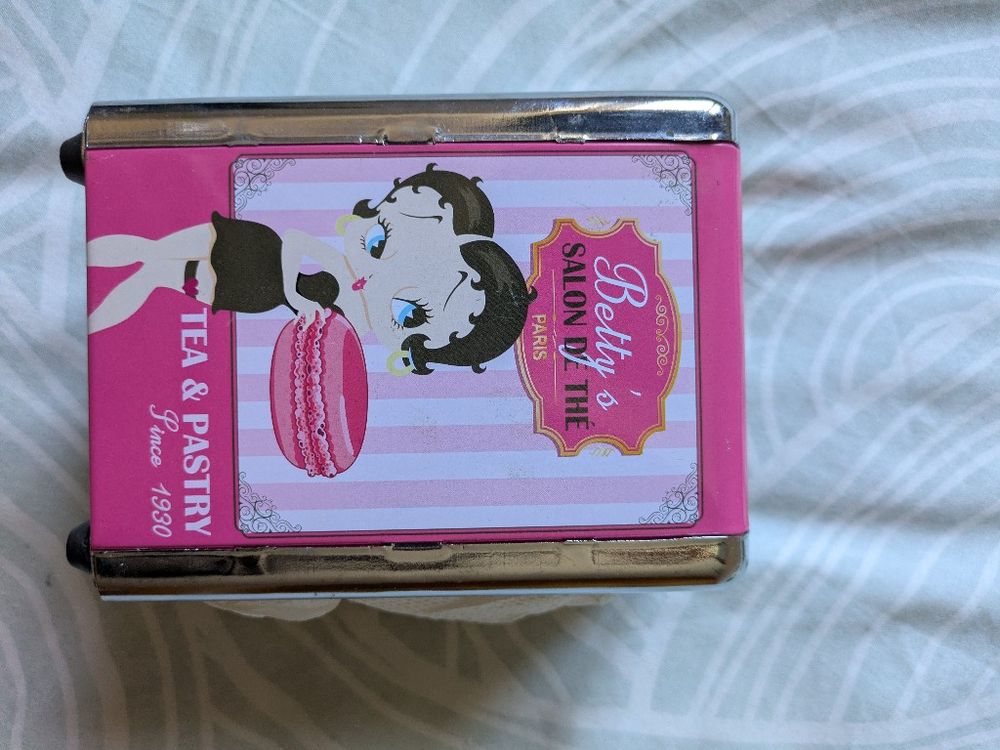 Betty's
SALON DE THÉ
PARIS
TEA & PASTRY
Since 1930